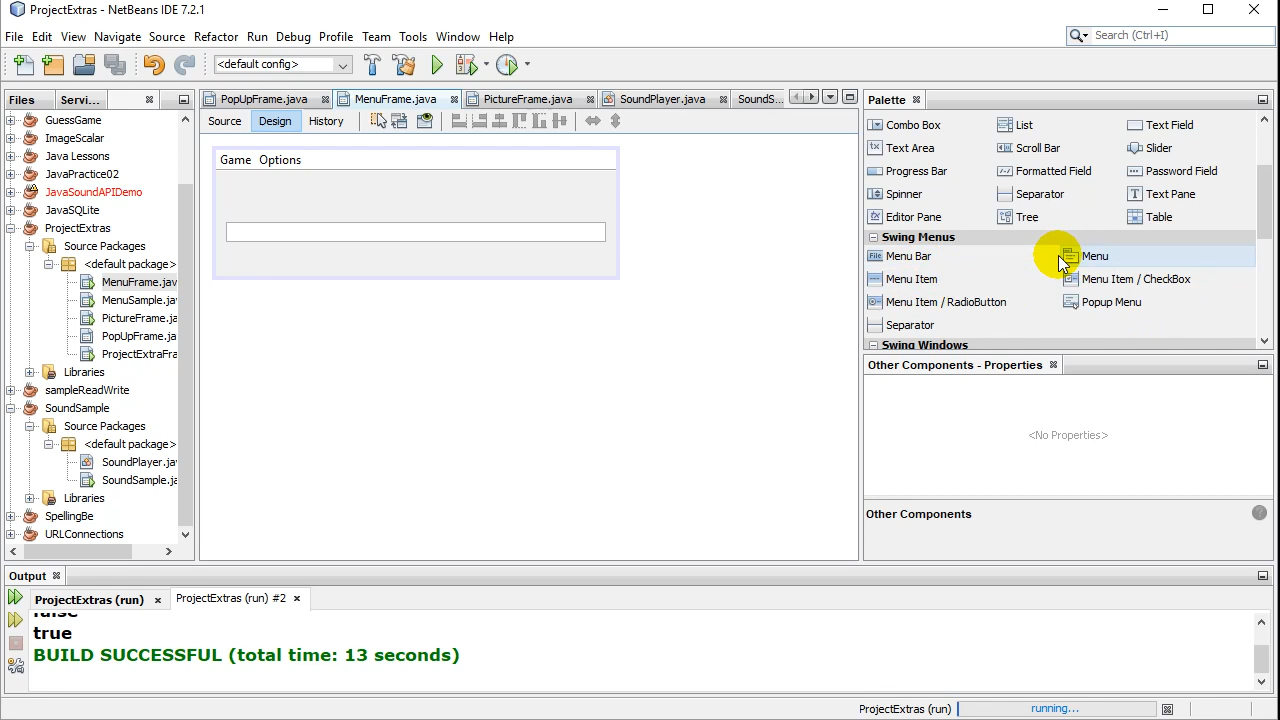 ProjectExtras - NetBeans IDE 7.2.1
File Edit View Navigate Source Refactor Run Debug Profile Team Tools Window Help
Search (Ctrl+I)
<default config>
Files Servi...
PopUpFrame.java MenuFrame.java PictureFrame.java SoundPlayer.java SoundS...
Palette
Source Design History
GuessGame
ImageScalar
Java Lessons
JavaPractice02
JavaSoundAPIDemo
JavaSQLite
ProjectExtras
Source Packages
<default package>
MenuFrame.jav
MenuSample.ja
PictureFrame.ja
PopUpFrame.ja
ProjectExtraFra
Libraries
sampleReadWrite
SoundSample
Source Packages
<default package>
SoundPlayer.ja
SoundSample.ja
Libraries
SpellingBe
URLConnections
Game Options
Combo Box List Text Field
Text Area Scroll Bar Slider
Progress Bar Formatted Field Password Field
Spinner Separator Text Pane
Editor Pane Tree Table
Swing Menus
Menu Bar Menu
Menu Item Menu Item / CheckBox
Menu Item / RadioButton Popup Menu
Separator
Swing Windows
Other Components - Properties
<No Properties>
Other Components
Output
ProjectExtras (run) ProjectExtras (run) #2
false
true
BUILD SUCCESSFUL (total time: 13 seconds)
ProjectExtras (run) running...